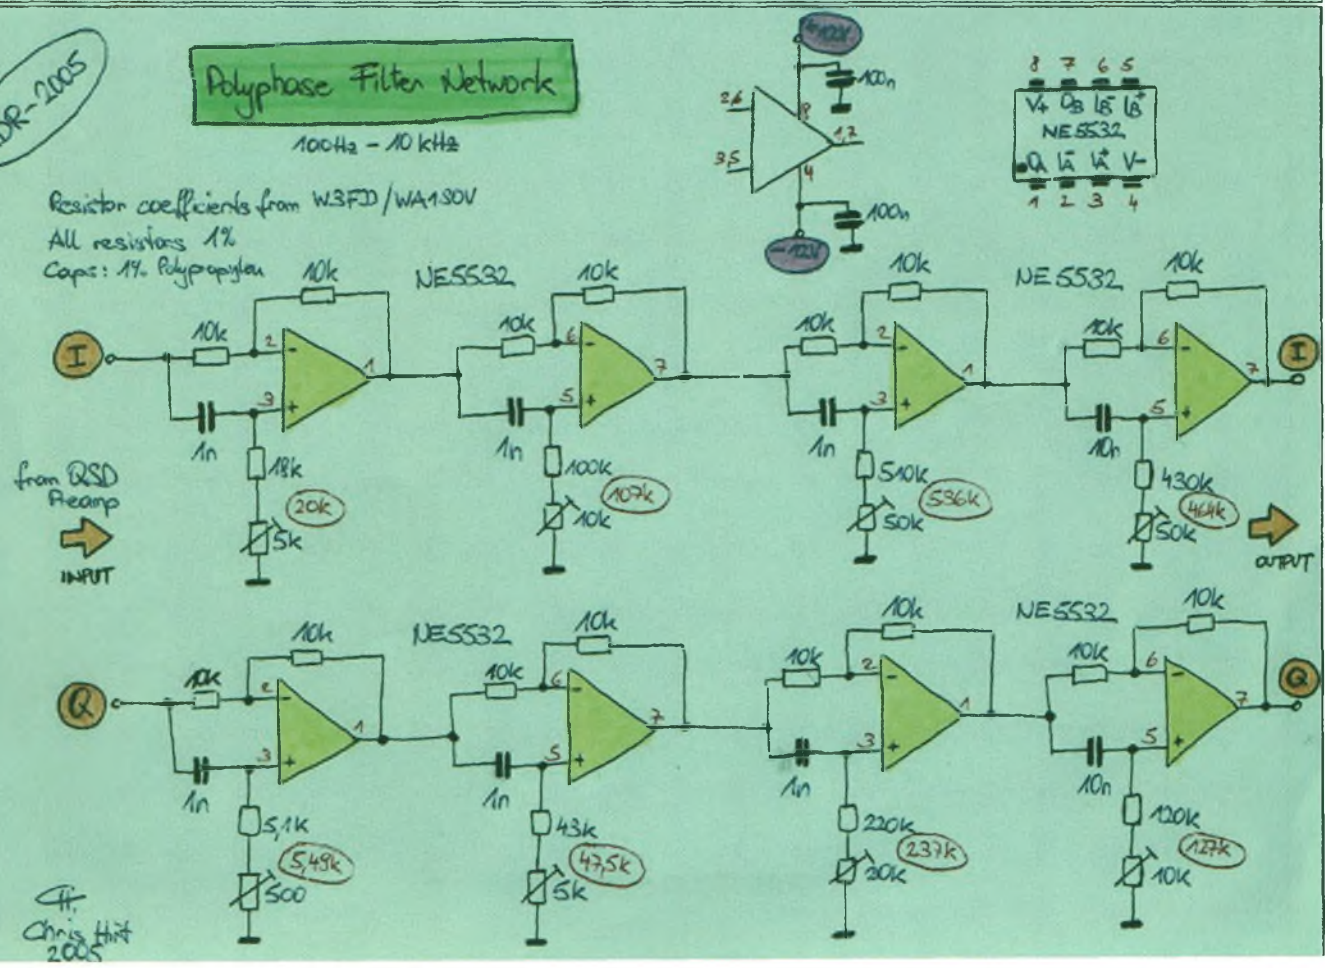 DR-2005
Polyphase Filter Network
100Hz - 10 kHz
Resistor coefficients from W3FD/WA1SOV
All resistors 1%
Caps: 1% Polypropylen
+12V
100n
2,6
8
1,7
3,5
4
100n
-12V
8 7 6 5
V+ OB IB- IB+
NE5532
OA IA- IA+ V-
1 2 3 4
NE5532
NE5532
10k
10k
10k
10k
I
10k
2
-
1
10k
6
-
7
10k
2
-
1
10k
6
-
7
I
1n
3
+
1n
5
+
1n
3
+
10n
5
+
from QSD
Preamp
INPUT
18k
20k
5k
100k
107k
10k
510k
536k
50k
430k
464k
50k
OUTPUT
NE5532
NE5532
10k
10k
10k
10k
Q
10k
2
-
1
10k
6
-
7
10k
2
-
1
10k
6
-
7
Q
1n
3
+
1n
5
+
1n
3
+
10n
5
+
5,1k
5,49k
500
43k
47,5k
5k
220k
237k
20k
120k
127k
10k
Chris
2005